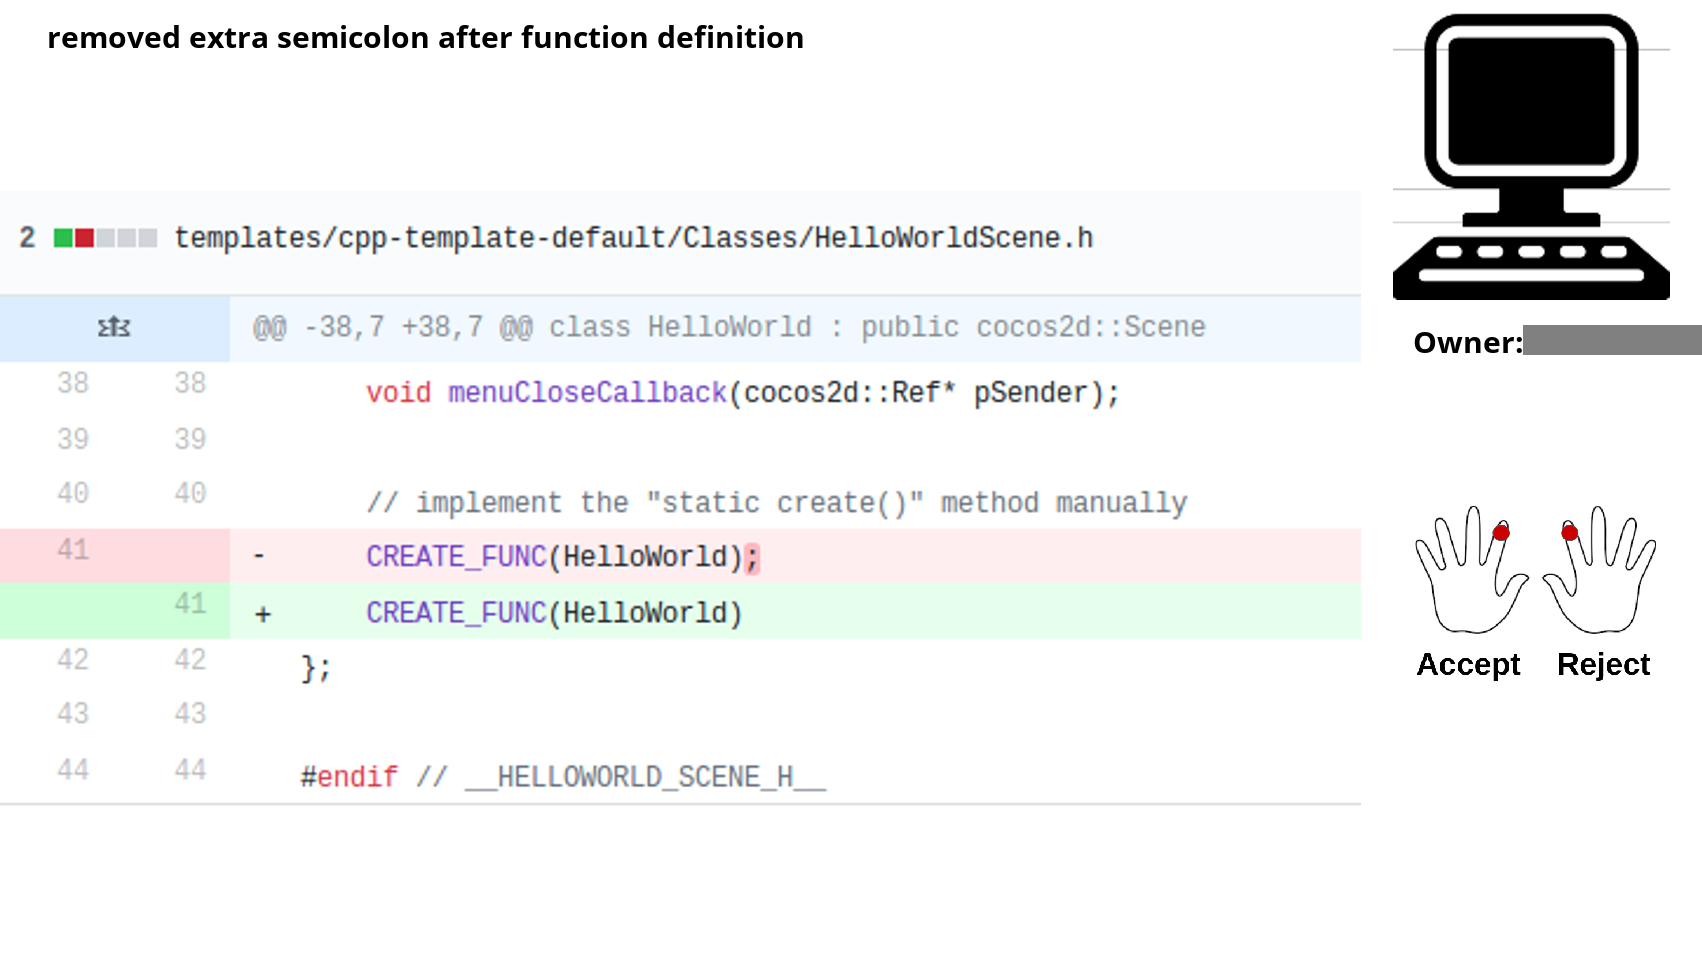 removed extra semicolon after function definition
2 templates/cpp-template-default/Classes/HelloWorldScene.h
@@ -38,7 +38,7 @@ class HelloWorld : public cocos2d::Scene
38 38 void menuCloseCallback(cocos2d::Ref* pSender);
39 39
40 40 // implement the "static create()" method manually
41 - CREATE_FUNC(HelloWorld);
41 + CREATE_FUNC(HelloWorld)
42 42 };
43 43
44 44 #endif // __HELLOWORLD_SCENE_H__
Owner:
Accept Reject